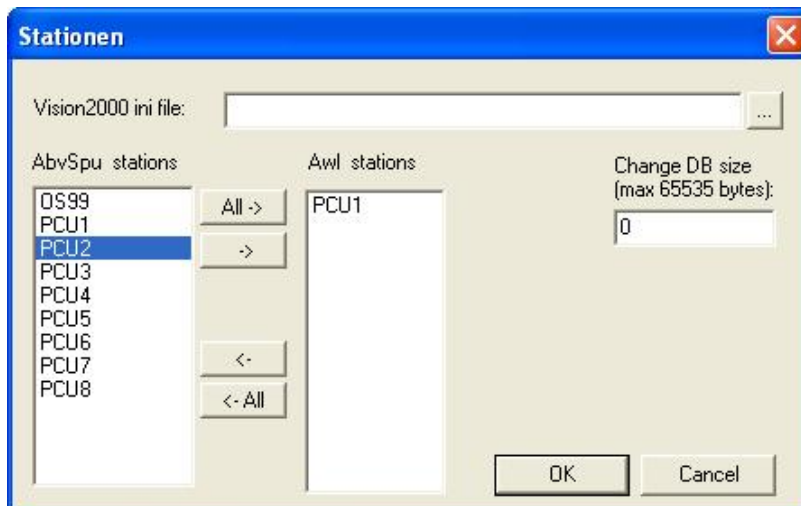 Stationen
Vision2000 ini file:
...
AbvSpu stations
Awl stations
Change DB size
(max 65535 bytes):
OS99
PCU1
PCU2
PCU3
PCU4
PCU5
PCU6
PCU7
PCU8
All ->
->
<-
<- All
PCU1
0
OK
Cancel